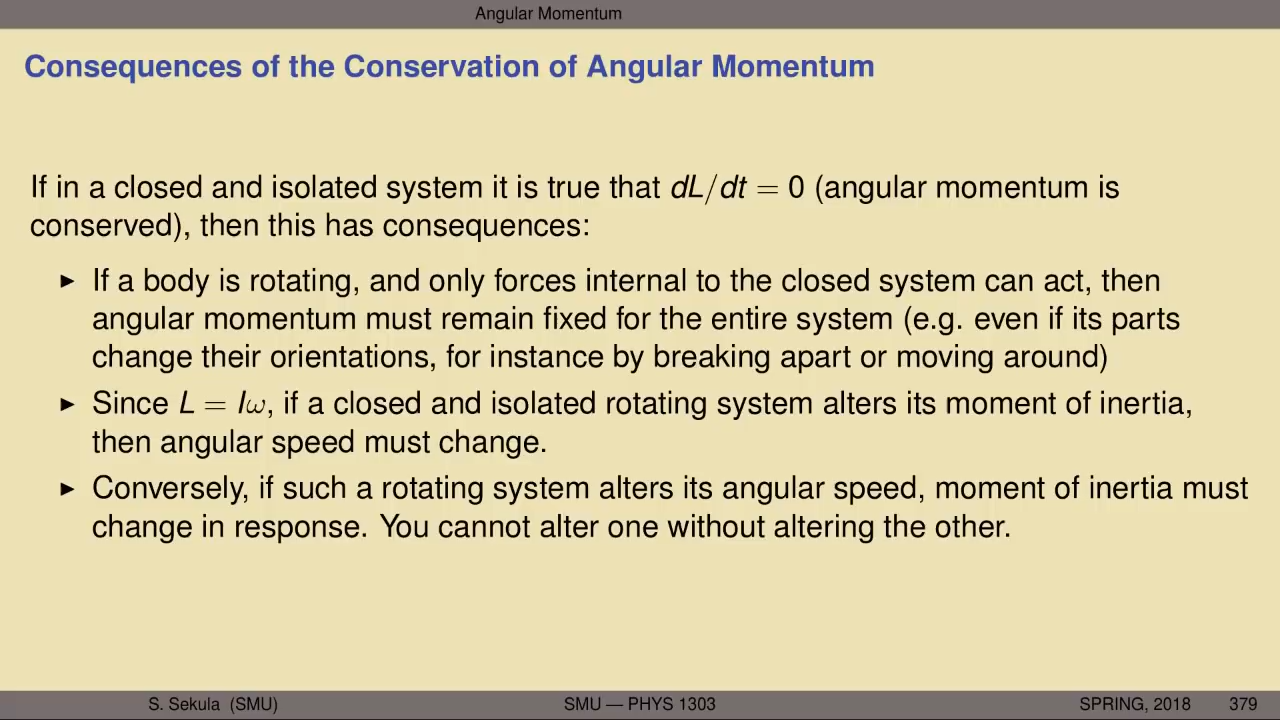 Angular Momentum
Consequences of the Conservation of Angular Momentum
If in a closed and isolated system it is true that dL/dt = 0 (angular momentum is
conserved), then this has consequences:
▶ If a body is rotating, and only forces internal to the closed system can act, then
angular momentum must remain fixed for the entire system (e.g. even if its parts
change their orientations, for instance by breaking apart or moving around)
▶ Since L = Iω, if a closed and isolated rotating system alters its moment of inertia,
then angular speed must change.
▶ Conversely, if such a rotating system alters its angular speed, moment of inertia must
change in response. You cannot alter one without altering the other.
S. Sekula (SMU) SMU — PHYS 1303 SPRING, 2018 379